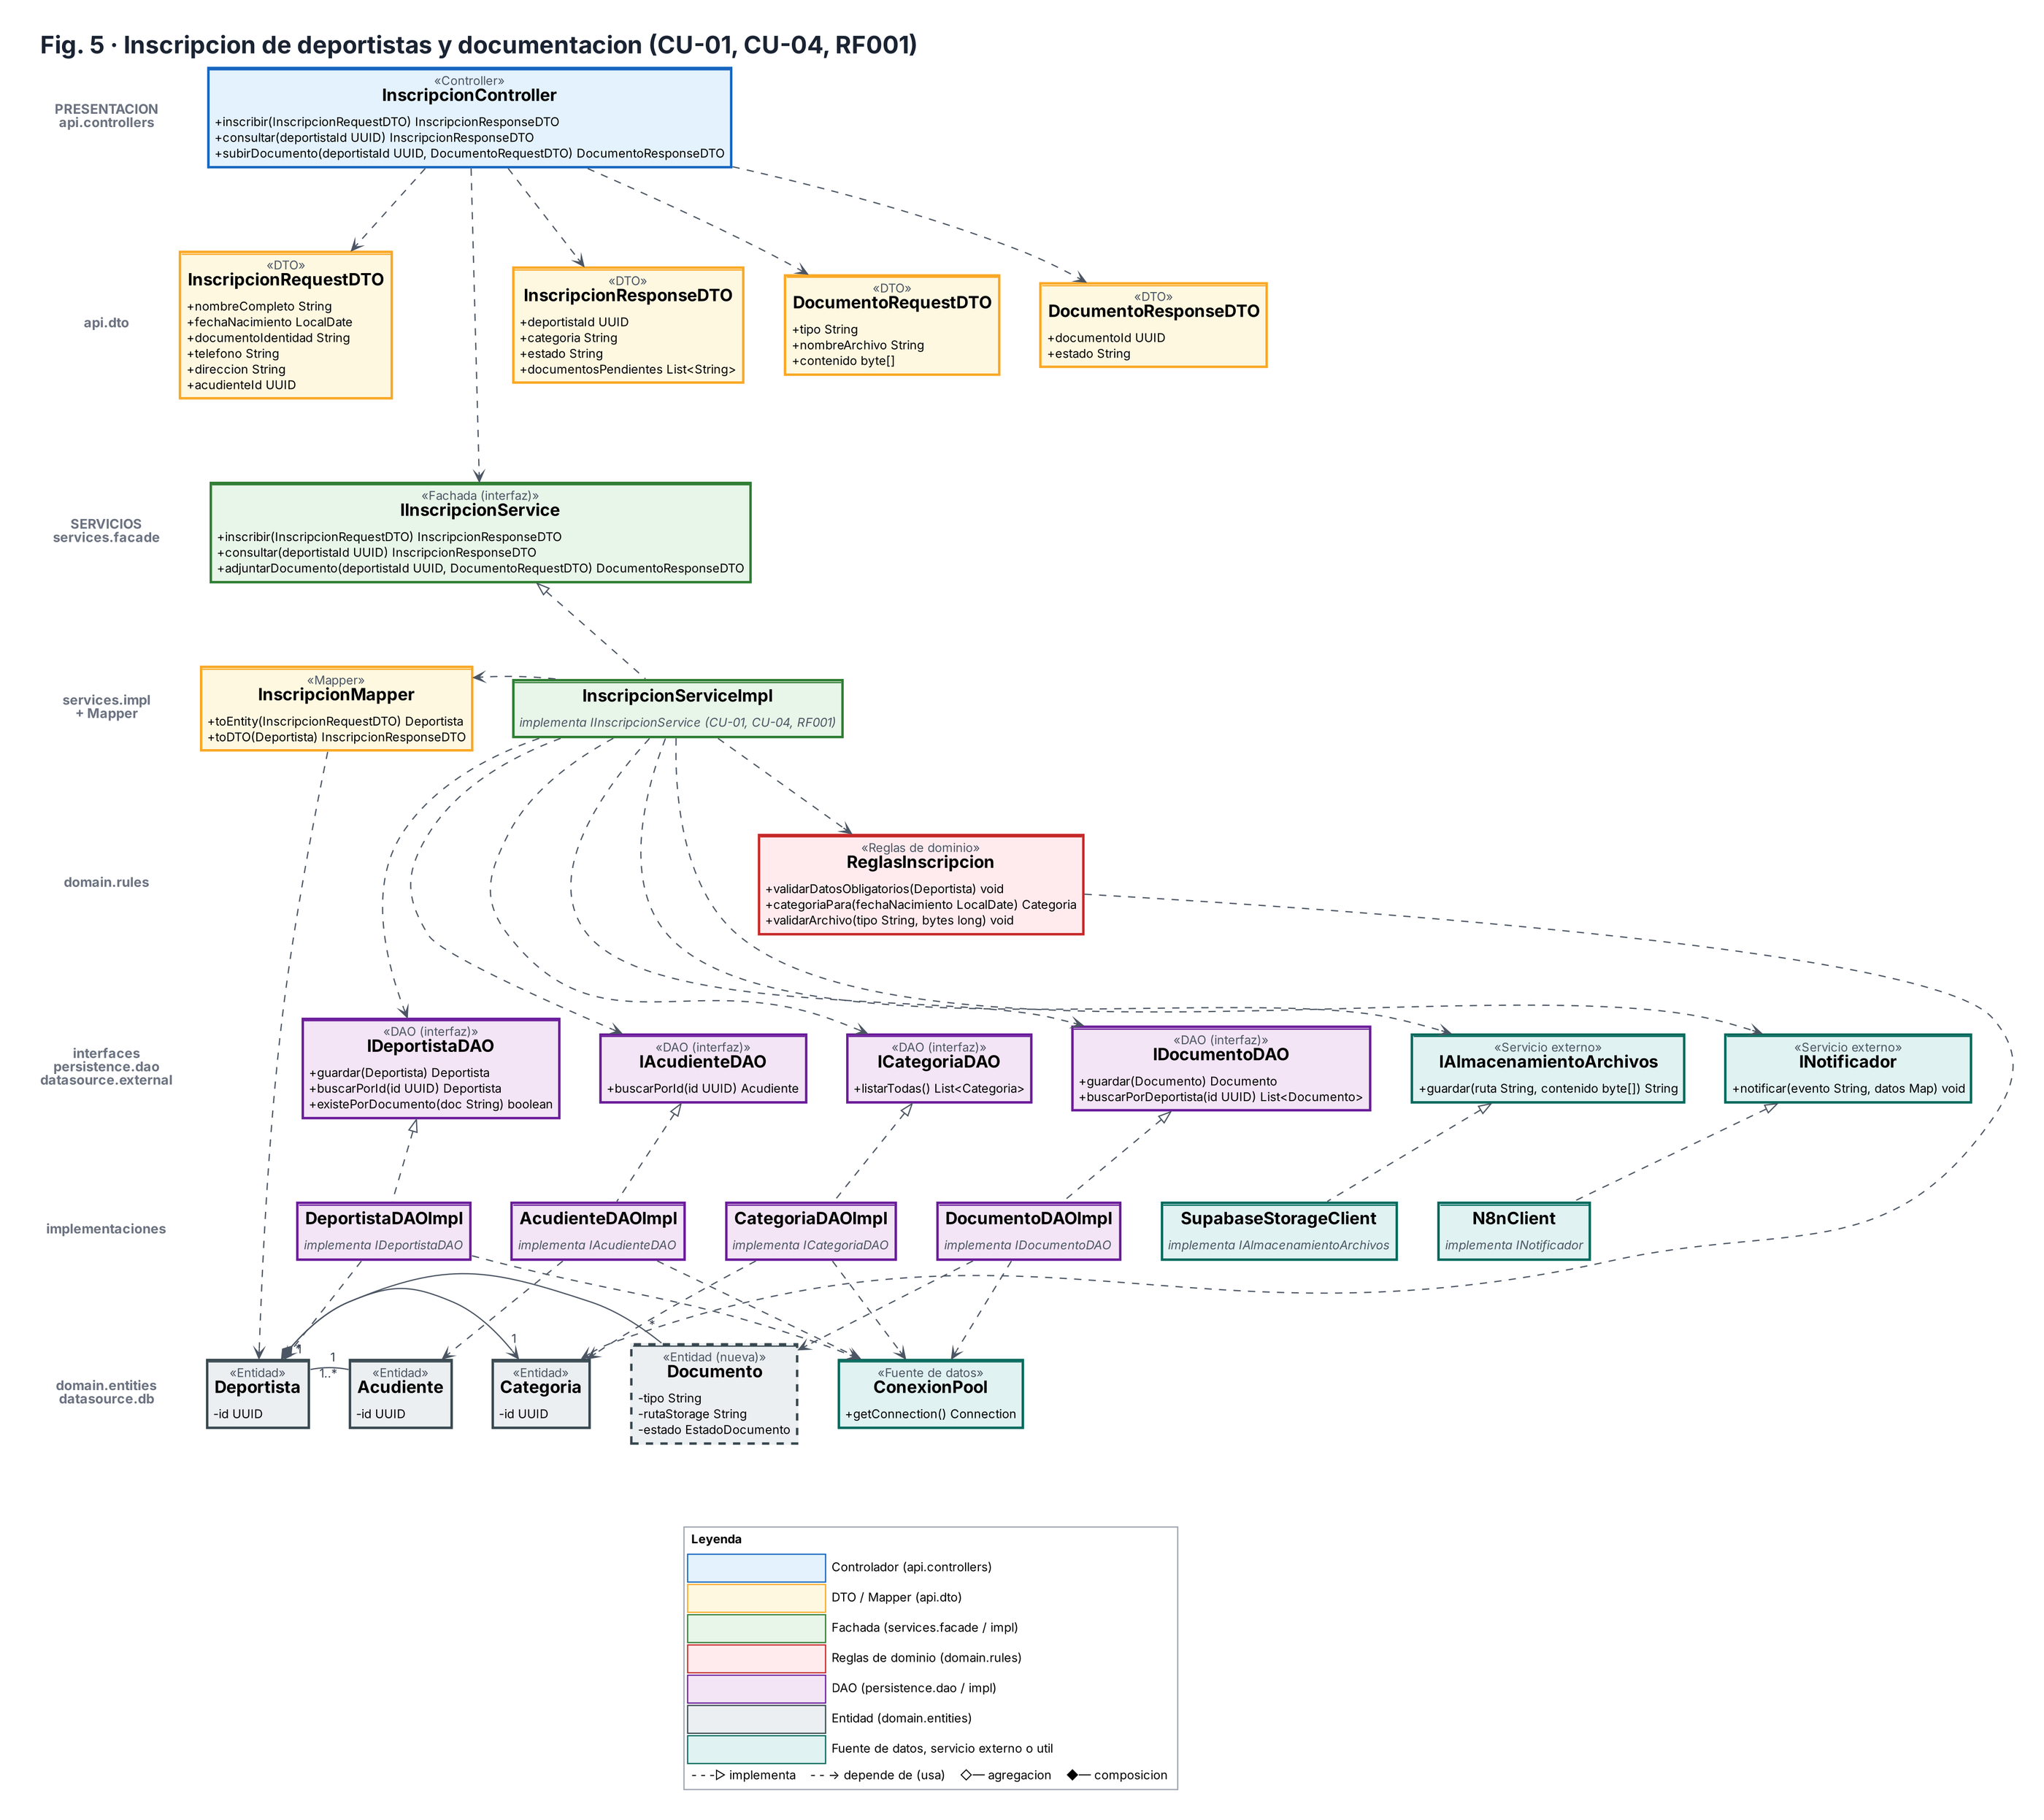 Fig. 5 · Inscripcion de deportistas y documentacion (CU-01, CU-04, RF001)
PRESENTACION
api.controllers
«Controller»
InscripcionController
+inscribir(InscripcionRequestDTO) InscripcionResponseDTO
+consultar(deportistaId UUID) InscripcionResponseDTO
+subirDocumento(deportistaId UUID, DocumentoRequestDTO) DocumentoResponseDTO
api.dto
«DTO»
InscripcionRequestDTO
+nombreCompleto String
+fechaNacimiento LocalDate
+documentoIdentidad String
+telefono String
+direccion String
+acudienteId UUID
«DTO»
InscripcionResponseDTO
+deportistaId UUID
+categoria String
+estado String
+documentosPendientes List<String>
«DTO»
DocumentoRequestDTO
+tipo String
+nombreArchivo String
+contenido byte[]
«DTO»
DocumentoResponseDTO
+documentoId UUID
+estado String
SERVICIOS
services.facade
«Fachada (interfaz)»
IInscripcionService
+inscribir(InscripcionRequestDTO) InscripcionResponseDTO
+consultar(deportistaId UUID) InscripcionResponseDTO
+adjuntarDocumento(deportistaId UUID, DocumentoRequestDTO) DocumentoResponseDTO
services.impl
+ Mapper
«Mapper»
InscripcionMapper
+toEntity(InscripcionRequestDTO) Deportista
+toDTO(Deportista) InscripcionResponseDTO
InscripcionServiceImpl
implementa IInscripcionService (CU-01, CU-04, RF001)
domain.rules
«Reglas de dominio»
ReglasInscripcion
+validarDatosObligatorios(Deportista) void
+categoriaPara(fechaNacimiento LocalDate) Categoria
+validarArchivo(tipo String, bytes long) void
interfaces
persistence.dao
datasource.external
«DAO (interfaz)»
IDeportistaDAO
+guardar(Deportista) Deportista
+buscarPorId(id UUID) Deportista
+existePorDocumento(doc String) boolean
«DAO (interfaz)»
IAcudienteDAO
+buscarPorId(id UUID) Acudiente
«DAO (interfaz)»
ICategoriaDAO
+listarTodas() List<Categoria>
«DAO (interfaz)»
IDocumentoDAO
+guardar(Documento) Documento
+buscarPorDeportista(id UUID) List<Documento>
«Servicio externo»
IAlmacenamientoArchivos
+guardar(ruta String, contenido byte[]) String
«Servicio externo»
INotificador
+notificar(evento String, datos Map) void
implementaciones
DeportistaDAOImpl
implementa IDeportistaDAO
AcudienteDAOImpl
implementa IAcudienteDAO
CategoriaDAOImpl
implementa ICategoriaDAO
DocumentoDAOImpl
implementa IDocumentoDAO
SupabaseStorageClient
implementa IAlmacenamientoArchivos
N8nClient
implementa INotificador
domain.entities
datasource.db
«Entidad»
Deportista
-id UUID
1
1..*
«Entidad»
Acudiente
-id UUID
1
«Entidad»
Categoria
-id UUID
*
«Entidad (nueva)»
Documento
-tipo String
-rutaStorage String
-estado EstadoDocumento
«Fuente de datos»
ConexionPool
+getConnection() Connection
Leyenda
Controlador (api.controllers)
DTO / Mapper (api.dto)
Fachada (services.facade / impl)
Reglas de dominio (domain.rules)
DAO (persistence.dao / impl)
Entidad (domain.entities)
Fuente de datos, servicio externo o util
implementa depende de (usa) agregacion composicion